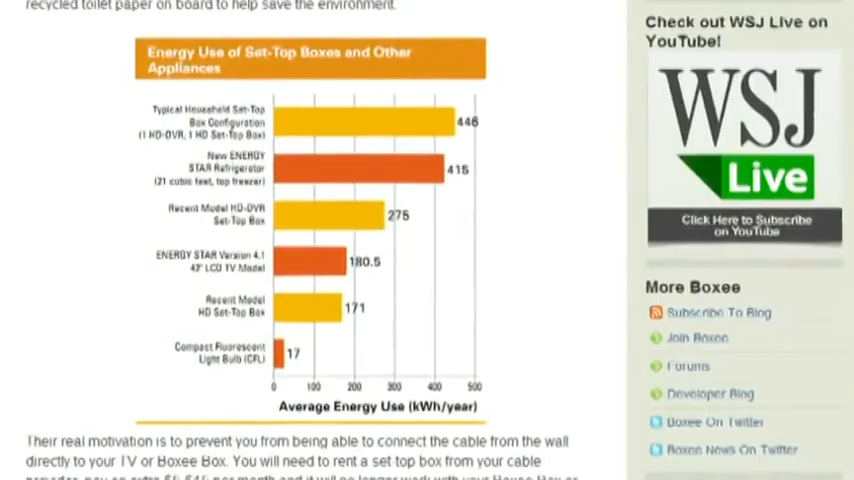 recycled toilet paper on board to help save the environment.
Energy Use of Set-Top Boxes and Other
Appliances
Typical Household Set-Top
Box Configuration
(1 HD-DVR, 1 HD Set-Top Box)
446
New ENERGY
STAR Refrigerator
(21 cubic feet, top freezer)
415
Recent Model HD-DVR
Set-Top Box
275
ENERGY STAR Version 4.1
42" LCD TV Model
180.5
Recent Model
HD Set-Top Box
171
Compact Fluorescent
Light Bulb (CFL)
17
0 100 200 300 400 500
Average Energy Use (kWh/year)
Their real motivation is to prevent you from being able to connect the cable from the wall
directly to your TV or Boxee Box. You will need to rent a set-top box from your cable
Check out WSJ Live on
YouTube!
WSJ
Live
Click Here to Subscribe
on YouTube
More Boxee
Subscribe To Blog
Join Boxee
Forums
Developer Blog
Boxee On Twitter
Boxee News On Twitter